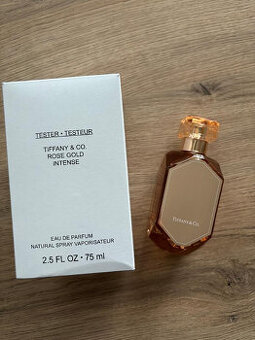 TESTER • TESTEUR
TIFFANY & CO.
ROSE GOLD
INTENSE
EAU DE PARFUM
NATURAL SPRAY VAPORISATEUR
2.5 FL OZ • 75 ml
TIFFANY & CO.